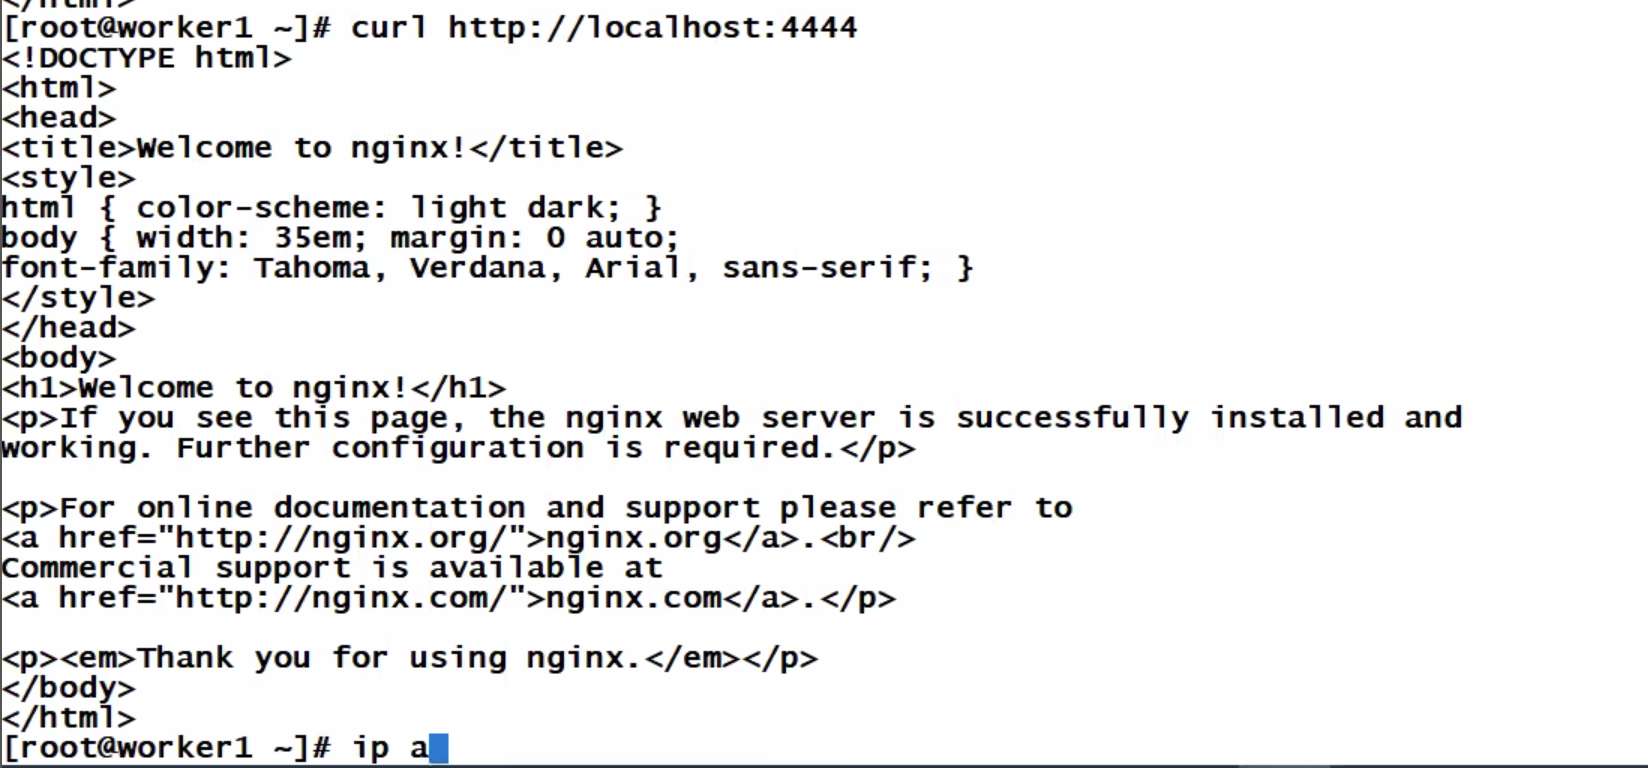 </html>
[root@worker1 ~]# curl http://localhost:4444
<!DOCTYPE html>
<html>
<head>
<title>Welcome to nginx!</title>
<style>
html { color-scheme: light dark; }
body { width: 35em; margin: 0 auto;
font-family: Tahoma, Verdana, Arial, sans-serif; }
</style>
</head>
<body>
<h1>Welcome to nginx!</h1>
<p>If you see this page, the nginx web server is successfully installed and
working. Further configuration is required.</p>

<p>For online documentation and support please refer to
<a href="http://nginx.org/">nginx.org</a>.<br/>
Commercial support is available at
<a href="http://nginx.com/">nginx.com</a>.</p>

<p><em>Thank you for using nginx.</em></p>
</body>
</html>
[root@worker1 ~]# ip a